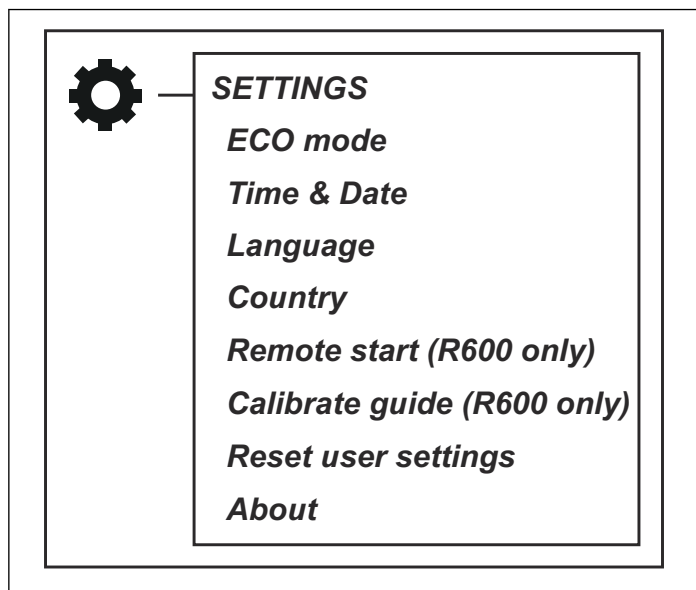 SETTINGS
ECO mode
Time & Date
Language
Country
Remote start (R600 only)
Calibrate guide (R600 only)
Reset user settings
About